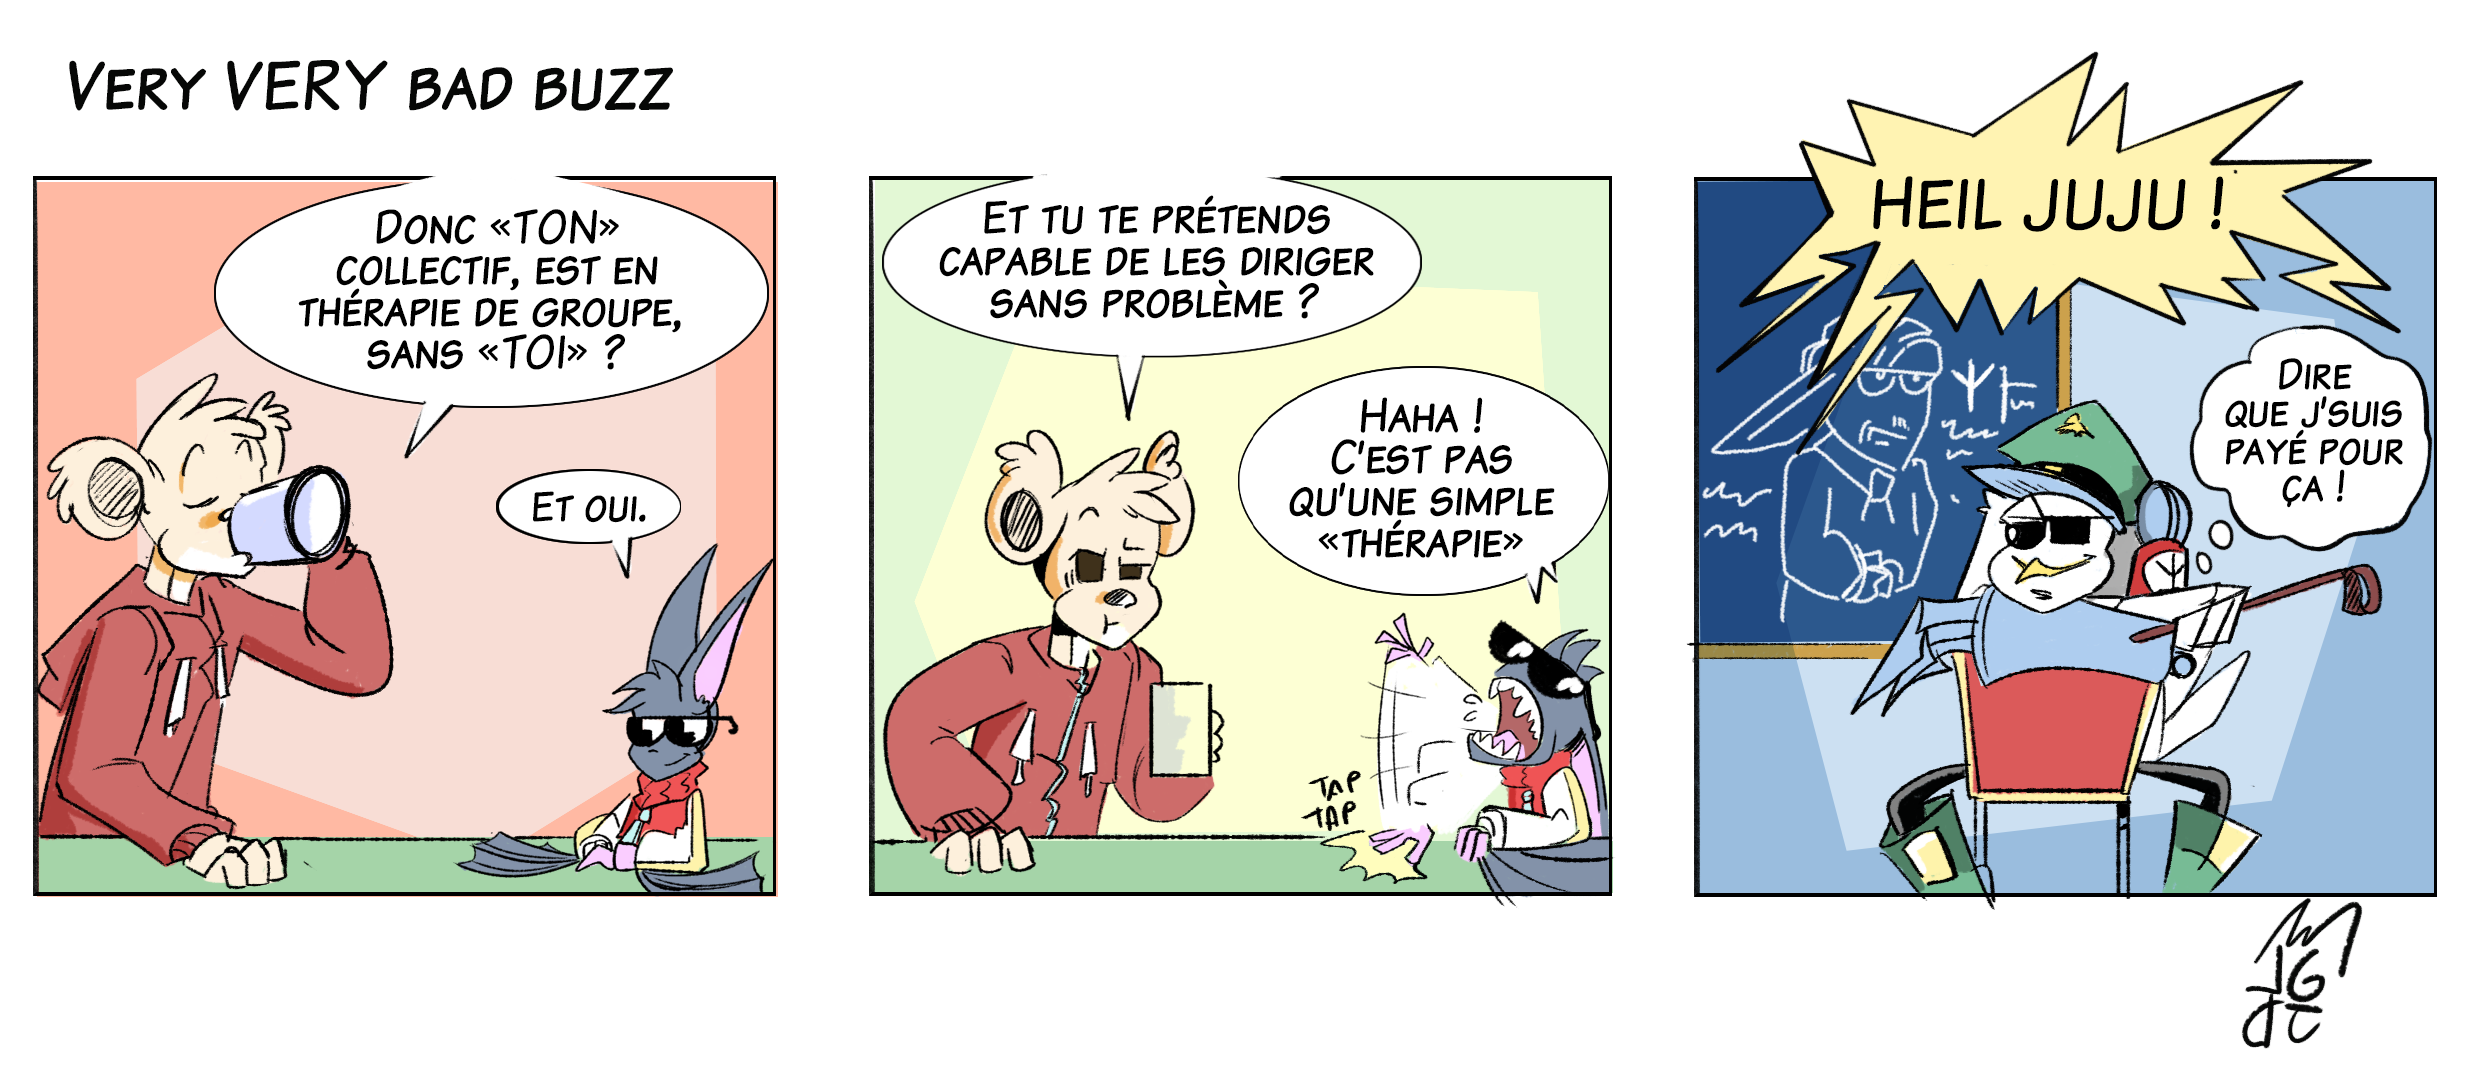 VERY VERY BAD BUZZ
DONC «TON»
COLLECTIF, EST EN
THÉRAPIE DE GROUPE,
SANS «TOI» ?
ET OUI.
ET TU TE PRÉTENDS
CAPABLE DE LES DIRIGER
SANS PROBLÈME ?
HAHA !
C'EST PAS
QU'UNE SIMPLE
«THÉRAPIE»
TAP
TAP
HEIL JUJU !
DIRE
QUE J'SUIS
PAYÉ POUR
ÇA !